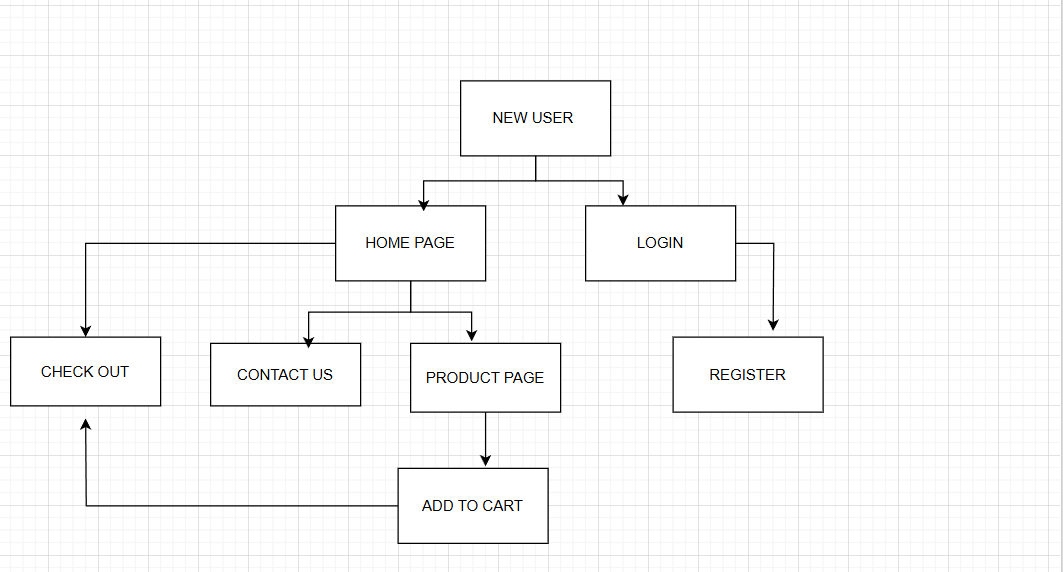 NEW USER
HOME PAGE
LOGIN
CHECK OUT
CONTACT US
PRODUCT PAGE
REGISTER
ADD TO CART